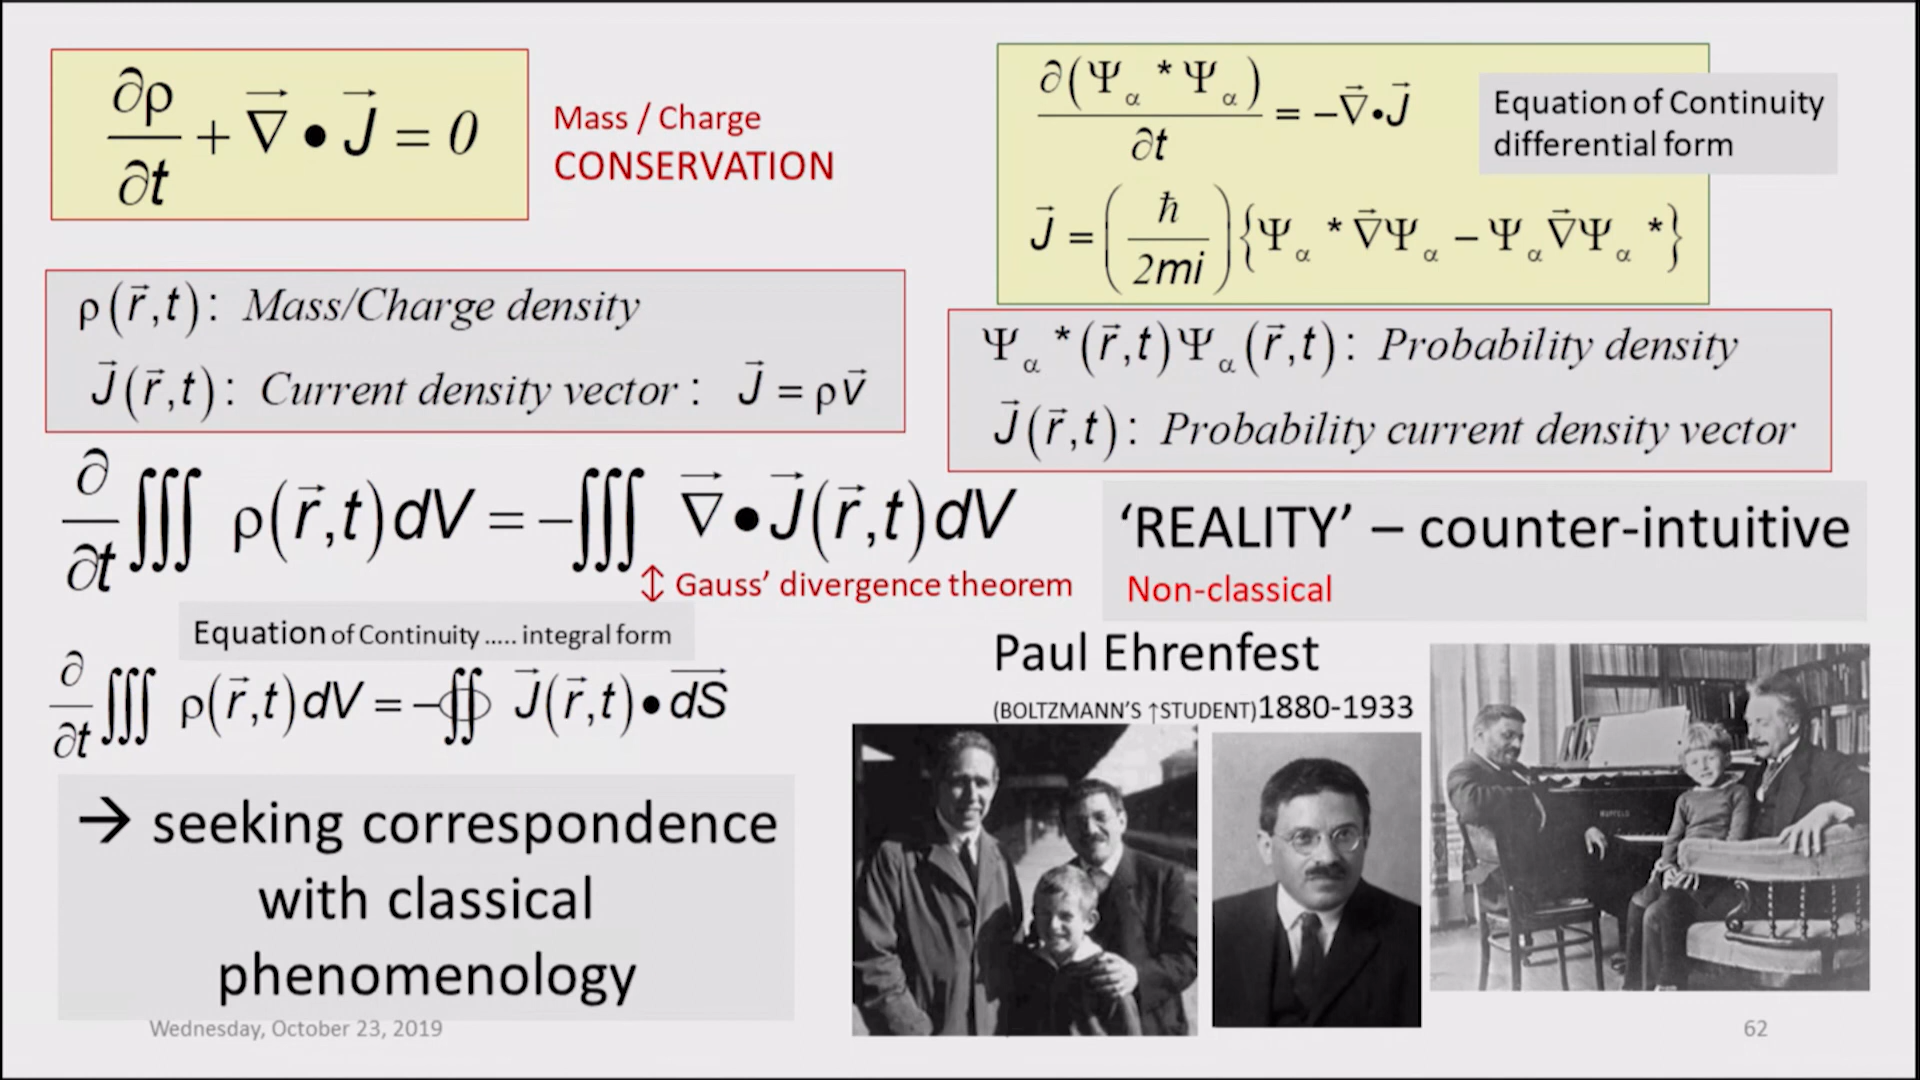 ∂ρ/∂t + ∇⃗ • J⃗ = 0
Mass / Charge
CONSERVATION
ρ(r⃗,t): Mass/Charge density
J⃗(r⃗,t): Current density vector: J⃗ = ρv⃗
∂/∂t ∭ ρ(r⃗,t)dV = −∭ ∇⃗ • J⃗(r⃗,t)dV
↕ Gauss’ divergence theorem
Equation of Continuity ..... integral form
∂/∂t ∭ ρ(r⃗,t)dV = −∯ J⃗(r⃗,t) • dS⃗
→ seeking correspondence
with classical
phenomenology
Wednesday, October 23, 2019
∂(Ψα*Ψα)/∂t = −∇⃗•J⃗
Equation of Continuity
differential form
J⃗ = (ħ/2mi){Ψα*∇⃗Ψα − Ψα∇⃗Ψα*}
Ψα*(r⃗,t)Ψα(r⃗,t): Probability density
J⃗(r⃗,t): Probability current density vector
‘REALITY’ – counter-intuitive
Non-classical
Paul Ehrenfest
(BOLTZMANN’S ↑STUDENT)1880-1933
62